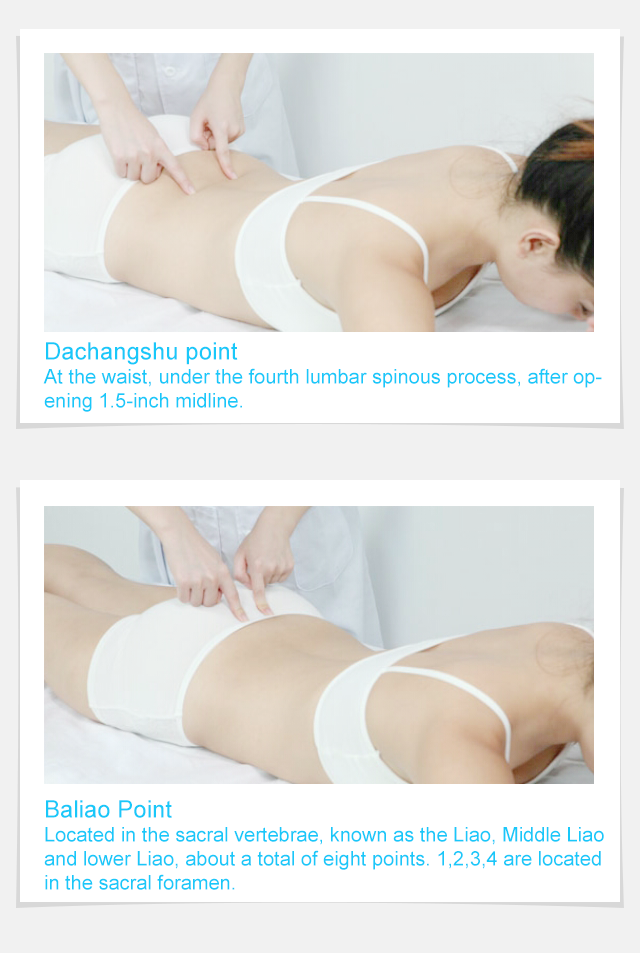 Dachangshu point
At the waist, under the fourth lumbar spinous process, after op-
ening 1.5-inch midline.
Baliao Point
Located in the sacral vertebrae, known as the Liao, Middle Liao
and lower Liao, about a total of eight points. 1,2,3,4 are located
in the sacral foramen.